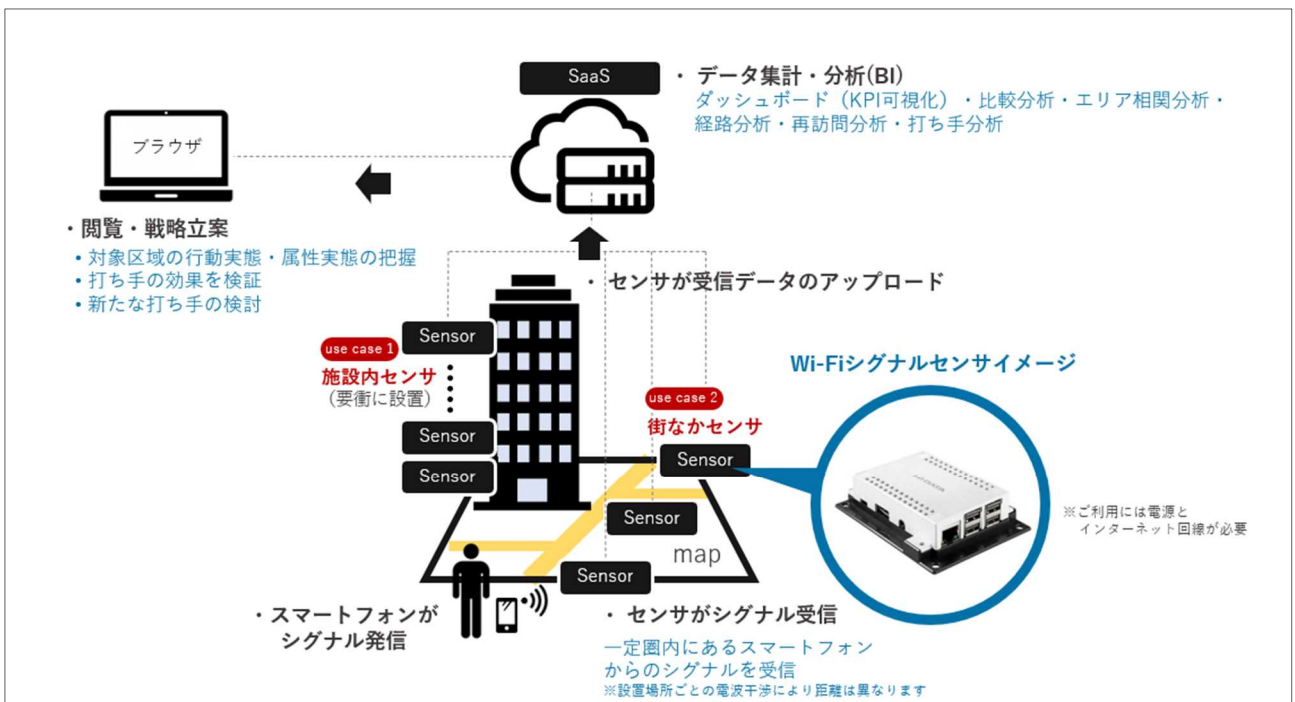 SaaS
・ データ集計・分析(BI)
ダッシュボード（KPI可視化）・比較分析・エリア相関分析・
経路分析・再訪問分析・打ち手分析
ブラウザ
・閲覧・戦略立案
• 対象区域の行動実態・属性実態の把握
• 打ち手の効果を検証
• 新たな打ち手の検討
・ センサが受信データのアップロード
Sensor
use case 1
施設内センサ
（要衝に設置）
Sensor
Sensor
use case 2
街なかセンサ
Sensor
Sensor
map
Sensor
Wi-Fiシグナルセンサイメージ
I-O DATA
※ご利用には電源と
インターネット回線が必要
・スマートフォンが
シグナル発信
・ センサがシグナル受信
一定圏内にあるスマートフォン
からのシグナルを受信
※設置場所ごとの電波干渉により距離は異なります